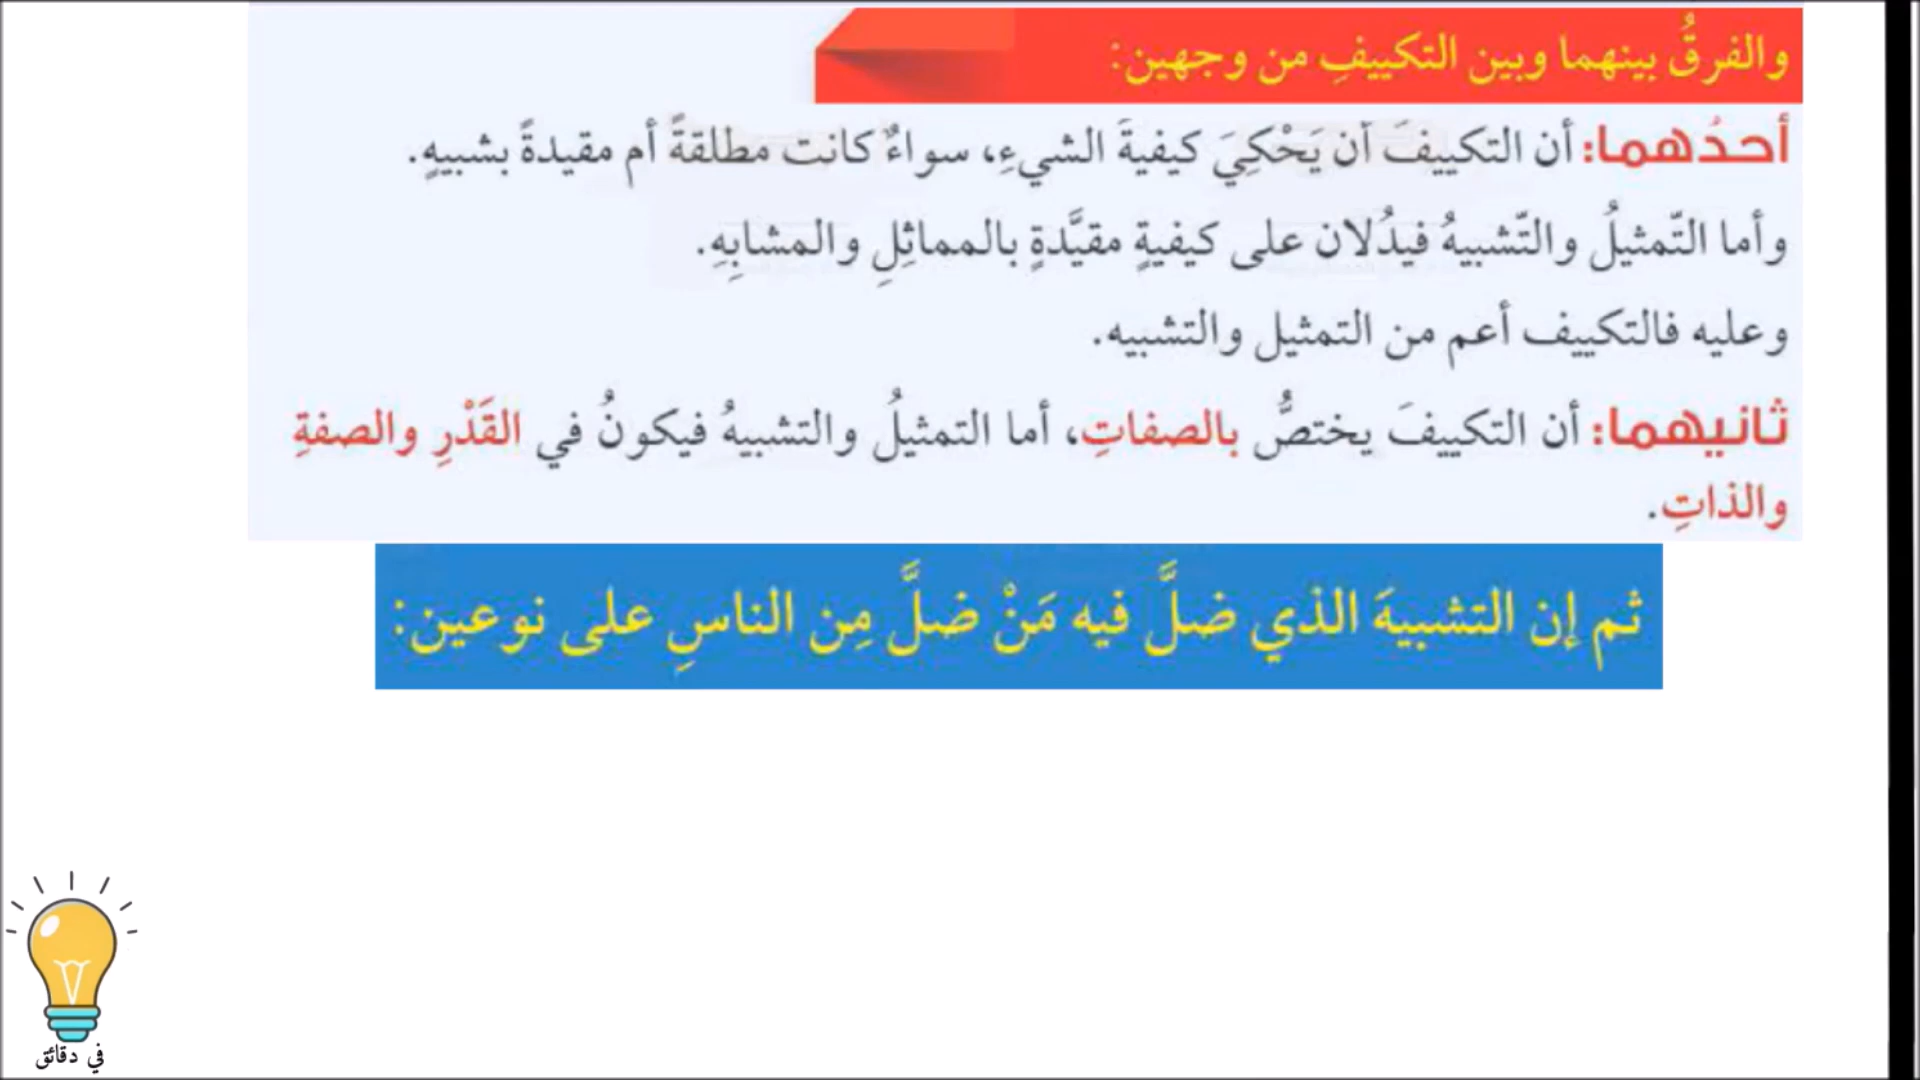 والفرقُ بينهما وبين التكييفِ من وجهين:
أحدُهما: أن التكييفَ أن يَحْكِيَ كيفيةَ الشيءِ، سواءٌ كانت مطلقةً أم مقيدةً بشبيهٍ.
وأما التّمثيلُ والتّشبيهُ فيدُلان على كيفيةٍ مقيَّدةٍ بالمماثِلِ والمشابِهِ.
وعليه فالتكييف أعم من التمثيل والتشبيه.
ثانيهما: أن التكييفَ يختصُّ بالصفاتِ، أما التمثيلُ والتشبيهُ فيكونُ في القَدْرِ والصفةِ
والذاتِ.
ثم إن التشبيهَ الذي ضلَّ فيه مَنْ ضلَّ مِن الناسِ على نوعين:
في دقائق